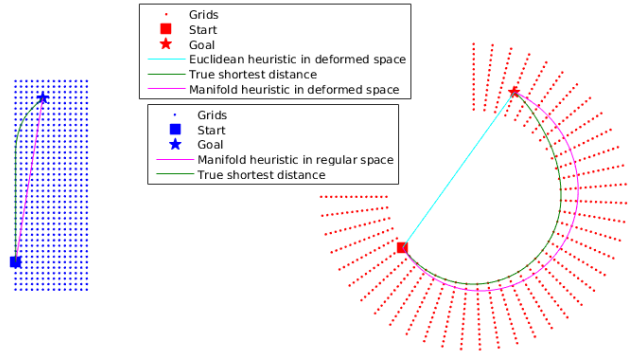 Grids
Start
Goal
Euclidean heuristic in deformed space
True shortest distance
Manifold heuristic in deformed space
Grids
Start
Goal
Manifold heuristic in regular space
True shortest distance